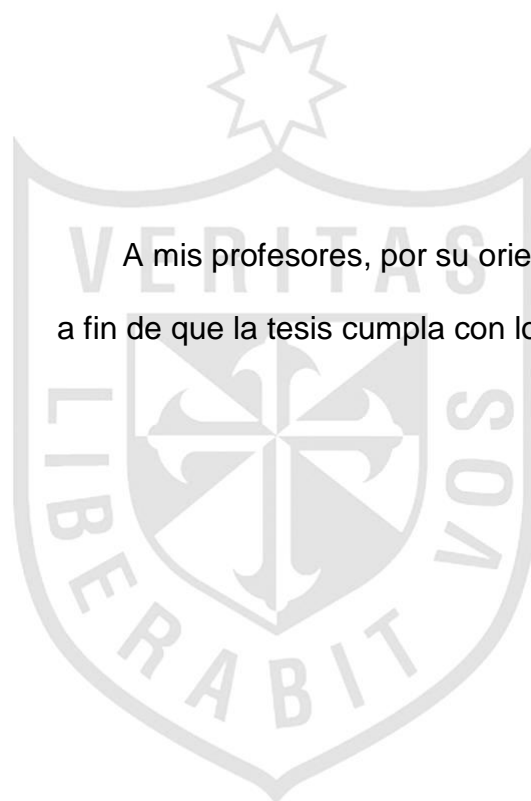 VERITAS
A mis profesores, por su orie
a fin de que la tesis cumpla con lo
LIBERABIT VOS